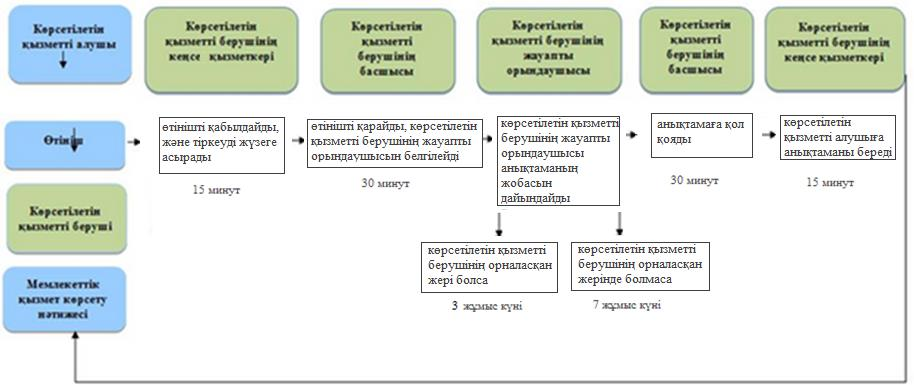 Көрсетілетін
қызметті алушы
Көрсетілетін
қызметті берушінің
кеңсе қызметкері
Көрсетілетін
қызметті
берушінің
басшысы
Көрсетілетін
қызметті берушінің
жауапты
орындаушысы
Көрсетілетін
қызметті
берушінің
басшысы
Көрсетілетін
қызметті берушінің
кеңсе қызметкері
Өтініш
өтінішті қабылдайды,
және тіркеуді жүзеге
асырады
15 минут
өтінішті қарайды, көрсетілетін
қызметті берушінің жауапты
орындаушысын белгілейді
30 минут
көрсетілетін қызметті
берушінің жауапты
орындаушысы
анықтаманың
жобасын
дайындайды
анықтамаға қол
қояды
30 минут
көрсетілетін
қызметті алушыға
анықтаманы береді
15 минут
Көрсетілетін
қызметті беруші
көрсетілетін қызметті
берушінің орналасқан
жері болса
3 жұмыс күні
көрсетілетін қызметті
берушінің орналасқан
жерінде болмаса
7 жұмыс күні
Мемлекеттік
қызмет көрсету
нәтижесі